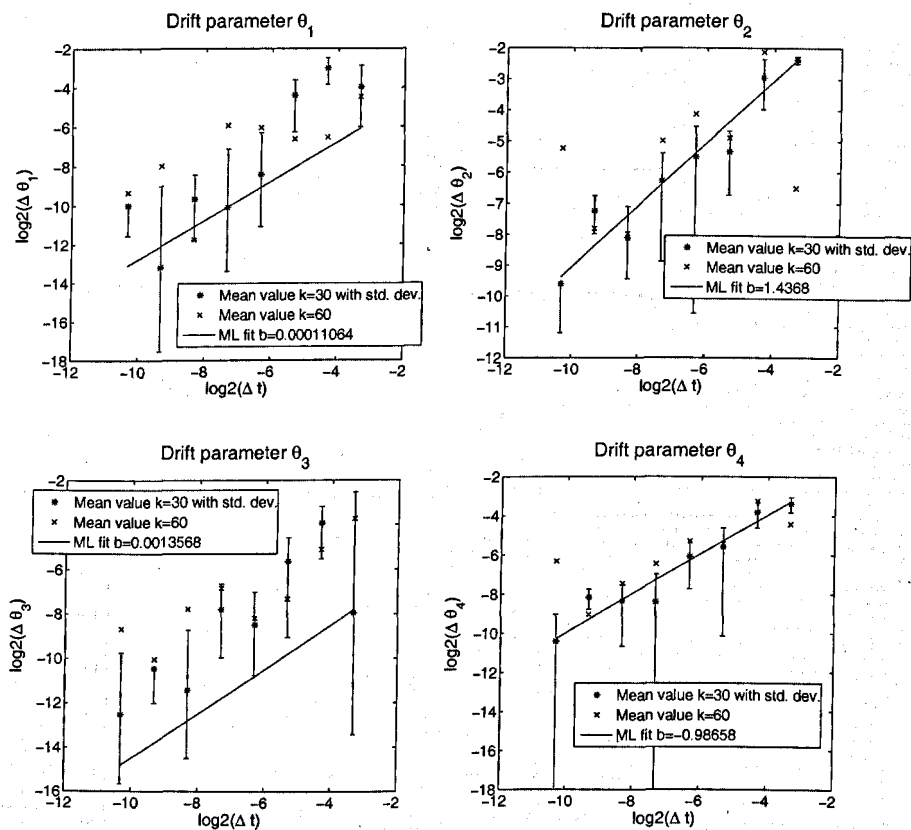 Drift parameter θ1
log2(Δ θ1)
−2
−4
−6
−8
−10
−12
−14
−16
−18
Mean value k=30 with std. dev.
Mean value k=60
ML fit b=0.00011064
−12 −10 −8 −6 −4 −2
log2(Δ t)
Drift parameter θ2
log2(Δ θ2)
−2
−3
−4
−5
−6
−7
−8
−9
−10
−11
−12
Mean value k=30 with std. dev.
Mean value k=60
ML fit b=1.4368
−12 −10 −8 −6 −4 −2
log2(Δ t)
Drift parameter θ3
log2(Δ θ3)
−2
Mean value k=30 with std. dev.
Mean value k=60
ML fit b=0.0013568
−6
−8
−10
−12
−14
−16
−12 −10 −8 −6 −4 −2
log2(Δ t)
Drift parameter θ4
log2(Δ θ4)
−2
−4
−6
−8
−10
−12
−14
−16
−18
Mean value k=30 with std. dev.
Mean value k=60
ML fit b=−0.98658
−12 −10 −8 −6 −4 −2
log2(Δ t)